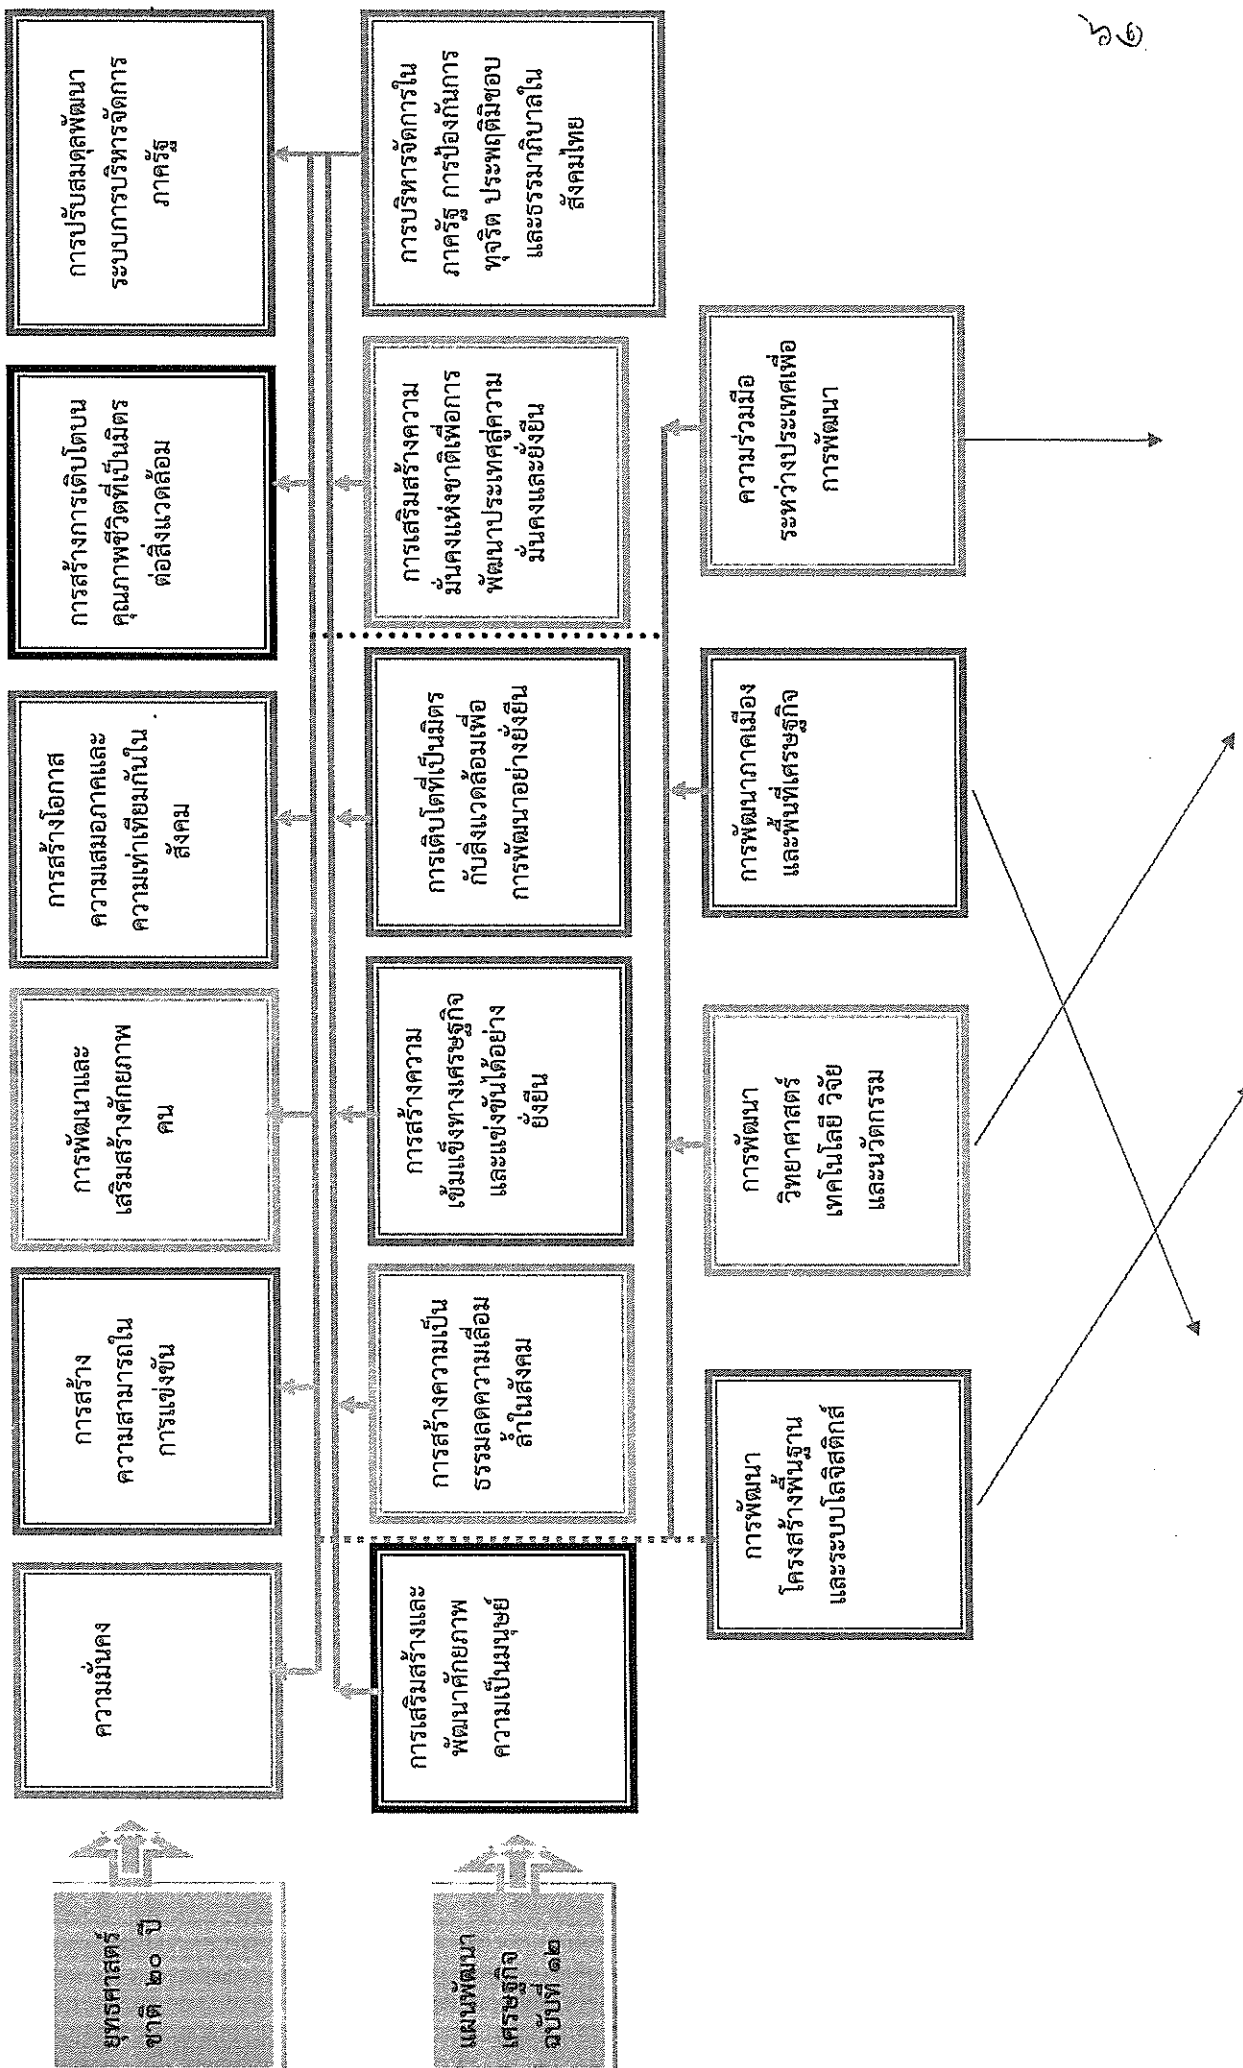 ๖๒
ยุทธศาสตร์
ชาติ ๒๐ ปี
ความมั่นคง
การสร้าง
ความสามารถใน
การแข่งขัน
การพัฒนาและ
เสริมสร้างศักยภาพ
คน
การสร้างโอกาส
ความเสมอภาคและ
ความเท่าเทียมกันใน
สังคม
การสร้างการเติบโตบน
คุณภาพชีวิตที่เป็นมิตร
ต่อสิ่งแวดล้อม
การปรับสมดุลพัฒนา
ระบบการบริหารจัดการ
ภาครัฐ
แผนพัฒนา
เศรษฐกิจ
ฉบับที่ ๑๒
การเสริมสร้างและ
พัฒนาศักยภาพ
ความเป็นมนุษย์
การสร้างความเป็น
ธรรมลดความเลื่อม
ล้ำในสังคม
การสร้างความ
เข้มแข็งทางเศรษฐกิจ
และแข่งขันได้อย่าง
ยั่งยืน
การเติบโตที่เป็นมิตร
กับสิ่งแวดล้อมเพื่อ
การพัฒนาอย่างยั่งยืน
การเสริมสร้างความ
มั่นคงแห่งชาติเพื่อการ
พัฒนาประเทศสู่ความ
มั่นคงและยั่งยืน
การบริหารจัดการใน
ภาครัฐ การป้องกันการ
ทุจริต ประพฤติมิชอบ
และธรรมาภิบาลใน
สังคมไทย
การพัฒนา
โครงสร้างพื้นฐาน
และระบบโลจิสติกส์
การพัฒนา
วิทยาศาสตร์
เทคโนโลยี วิจัย
และนวัตกรรม
การพัฒนาภาคเมือง
และพื้นที่เศรษฐกิจ
ความร่วมมือ
ระหว่างประเทศเพื่อ
การพัฒนา